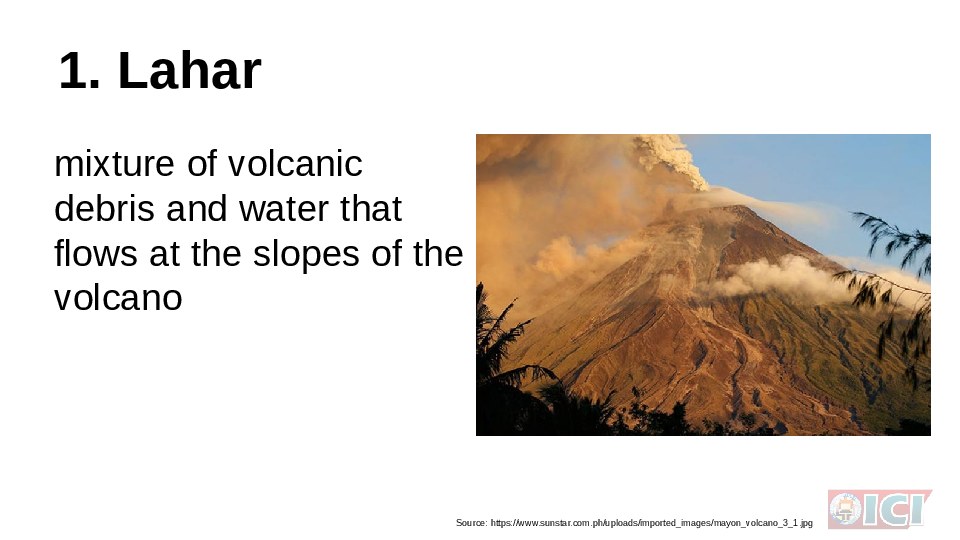 1. Lahar
mixture of volcanic
debris and water that
flows at the slopes of the
volcano
Source: https://www.sunstar.com.ph/uploads/imported_images/mayon_volcano_3_1.jpg
ICI